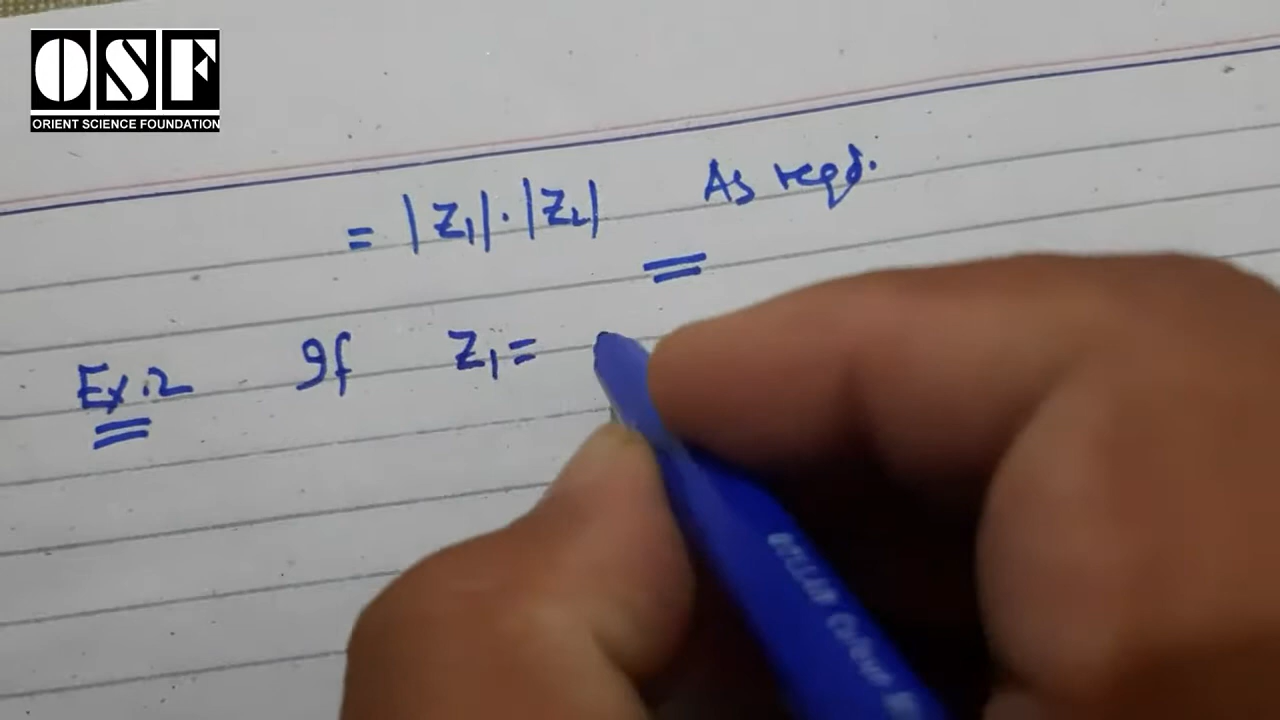 OSF
ORIENT SCIENCE FOUNDATION
= |Z₁|·|Z₂| As reqd.
Ex.2 If Z₁=